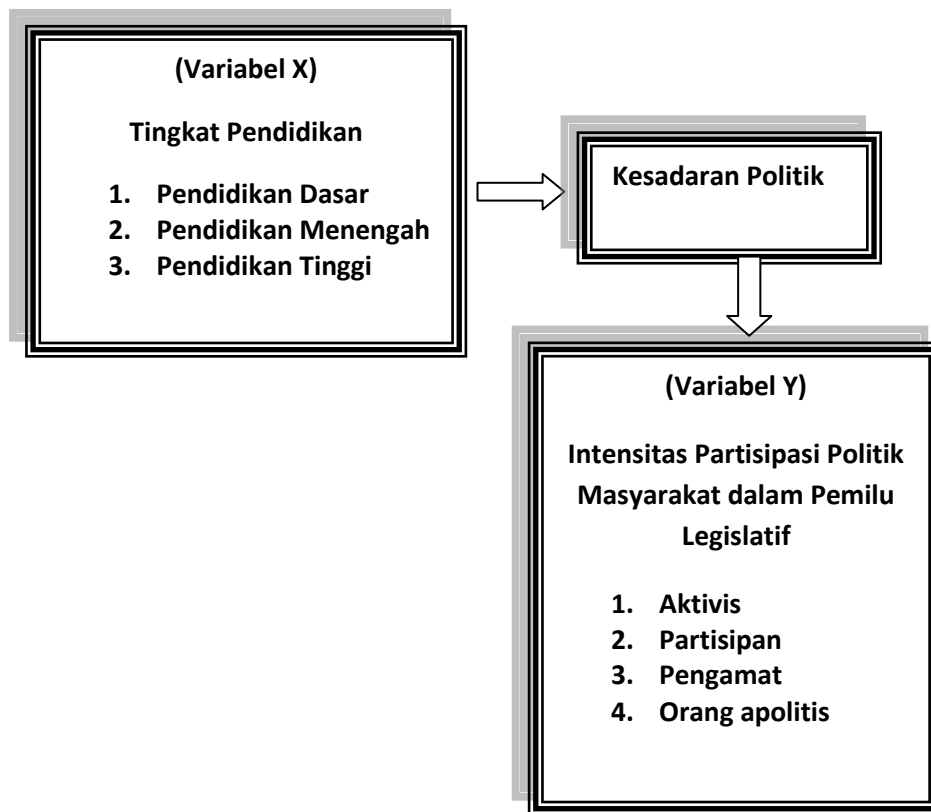 (Variabel X)
Tingkat Pendidikan
1. Pendidikan Dasar
2. Pendidikan Menengah
3. Pendidikan Tinggi
Kesadaran Politik
(Variabel Y)
Intensitas Partisipasi Politik
Masyarakat dalam Pemilu
Legislatif
1. Aktivis
2. Partisipan
3. Pengamat
4. Orang apolitis